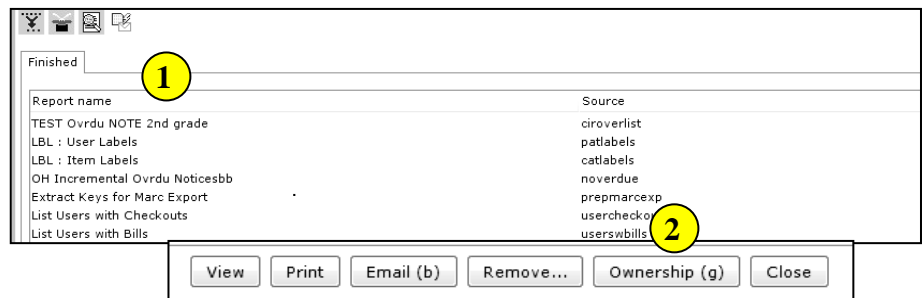 Finished
1
Report name Source
TEST Ovrdu NOTE 2nd grade ciroverlist
LBL : User Labels patlabels
LBL : Item Labels catlabels
OH Incremental Ovrdu Noticesbb noverdue
Extract Keys for Marc Export prepmarcexp
List Users with Checkouts
List Users with Bills userswbills
2
View Print Email (b) Remove... Ownership (g) Close